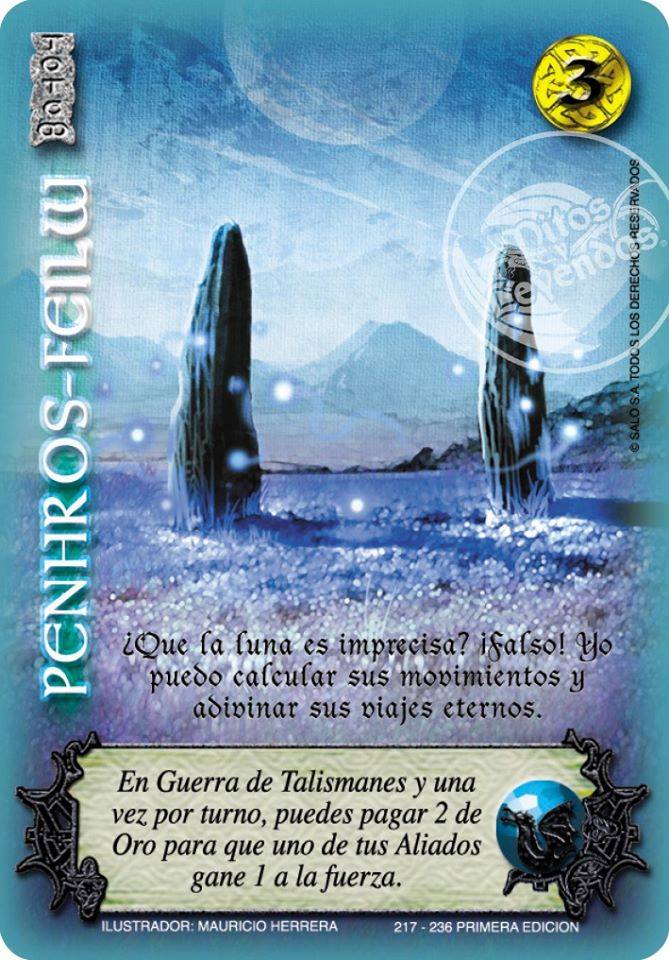 3
Mitos
y
Leyendas
PENHROS-FEILW
© SALO S.A. TODOS LOS DERECHOS RESERVADOS
¿Que la luna es imprecisa? ¡Falso! Yo
puedo calcular sus movimientos y
adivinar sus viajes eternos.
En Guerra de Talismanes y una
vez por turno, puedes pagar 2 de
Oro para que uno de tus Aliados
gane 1 a la fuerza.
ILUSTRADOR: MAURICIO HERRERA 217 - 236 PRIMERA EDICION